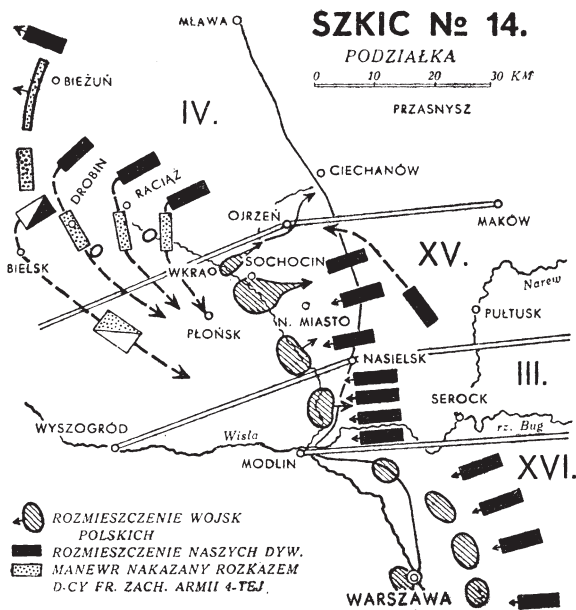 SZKIC № 14.
PODZIAŁKA
0 10 20 30 KM
PRZASNYSZ
MŁAWA
BIEŻUŃ
IV.
DROBIN
RACIĄŻ
CIECHANÓW
OJRZEŃ
MAKÓW
BIELSK
WKRA
SOCHOCIN
XV.
Narew
PŁOŃSK
N. MIASTO
PUŁTUSK
NASIELSK
III.
SEROCK
WYSZOGRÓD
Wisła
rz. Bug
MODLIN
XVI.
ROZMIESZCZENIE WOJSK
POLSKICH
ROZMIESZCZENIE NASZYCH DYW.
MANEWR NAKAZANY ROZKAZEM
D-CY FR. ZACH. ARMII 4-TEJ
WARSZAWA